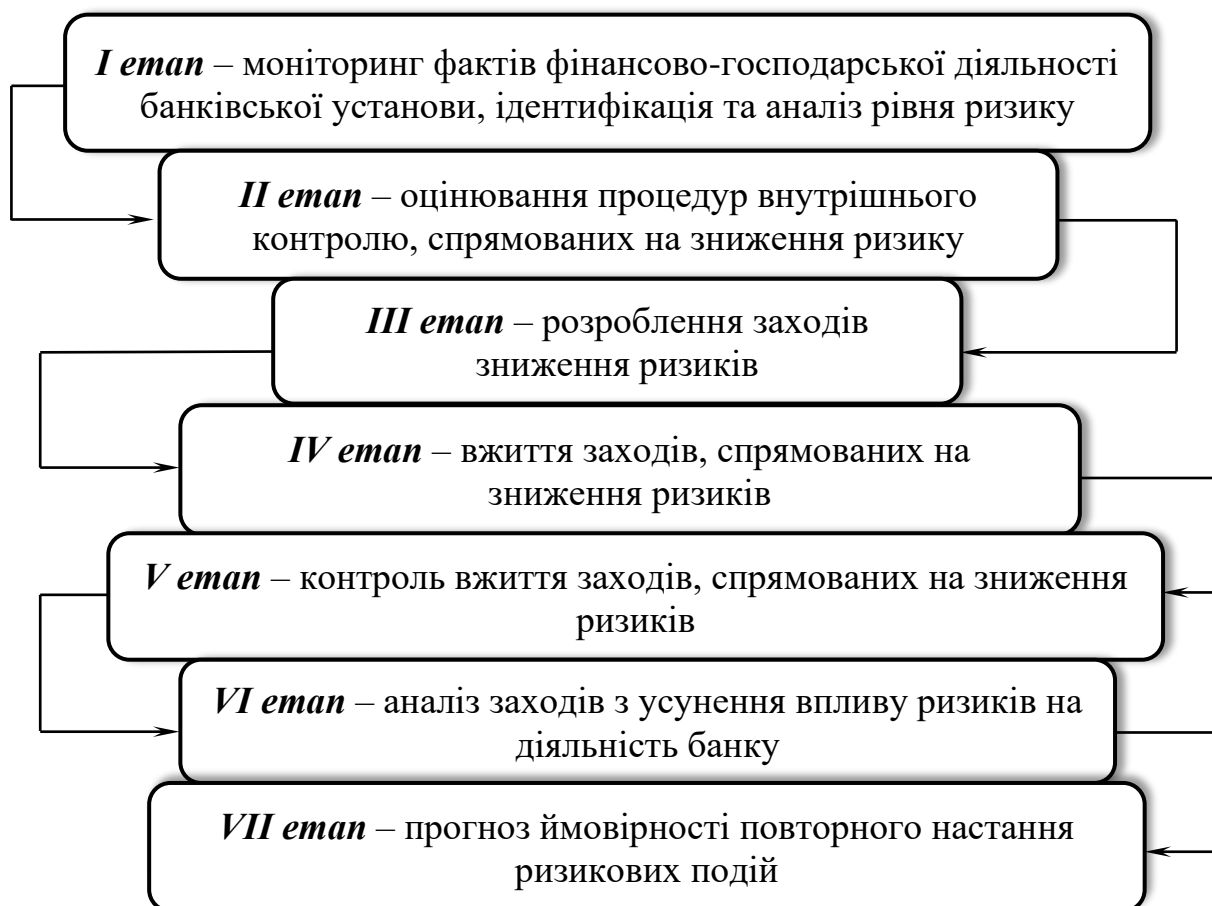 I етап – моніторинг фактів фінансово-господарської діяльності
банківської установи, ідентифікація та аналіз рівня ризику
II етап – оцінювання процедур внутрішнього
контролю, спрямованих на зниження ризику
III етап – розроблення заходів
зниження ризиків
IV етап – вжиття заходів, спрямованих на
зниження ризиків
V етап – контроль вжиття заходів, спрямованих на зниження
ризиків
VI етап – аналіз заходів з усунення впливу ризиків на
діяльність банку
VII етап – прогноз ймовірності повторного настання
ризикових подій